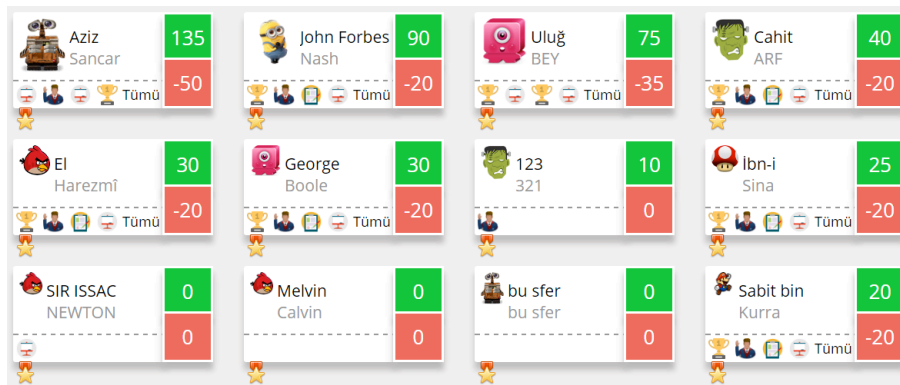 Aziz
Sancar
135
-50
Tümü
John Forbes
Nash
90
-20
Tümü
Uluğ
BEY
75
-35
Tümü
Cahit
ARF
40
-20
Tümü
El
Harezmî
30
-20
Tümü
George
Boole
30
-20
Tümü
123
321
10
0
İbn-i
Sina
25
-20
Tümü
SIR ISSAC
NEWTON
0
0
Melvin
Calvin
0
0
bu sfer
bu sfer
0
0
Sabit bin
Kurra
20
-20
Tümü